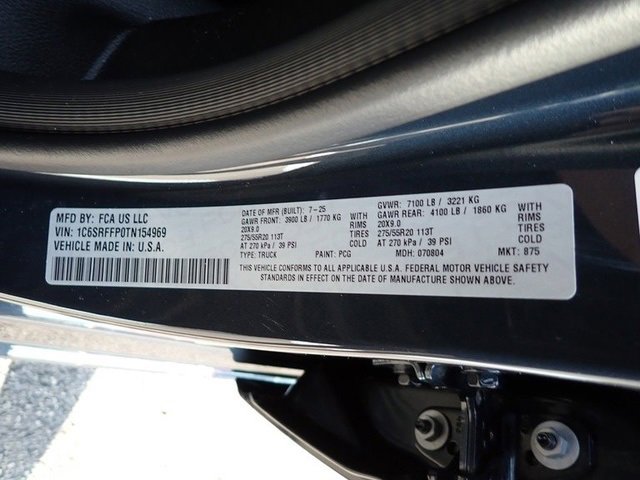 MFD BY: FCA US LLC
VIN: 1C6SRFFP0TN154969
VEHICLE MADE IN U.S.A.
DATE OF MFR (BUILT): 7-25
GAWR FRONT: 3900 LB / 1770 KG
20X9.0
275/55R20 113T
AT 270 kPa / 39 PSI
TYPE: TRUCK
WITH
TIRES
RIMS
PAINT: PCG
GVWR: 7100 LB / 3221 KG
GAWR REAR: 4100 LB / 1860 KG
20X9.0
275/55R20 113T
AT 270 kPa / 39 PSI
MDH: 070804
WITH
TIRES
RIMS
MKT: 875
THIS VEHICLE CONFORMS TO ALL APPLICABLE U.S.A. FEDERAL MOTOR VEHICLE SAFETY
STANDARDS IN EFFECT ON THE DATE OF MANUFACTURE SHOWN ABOVE.